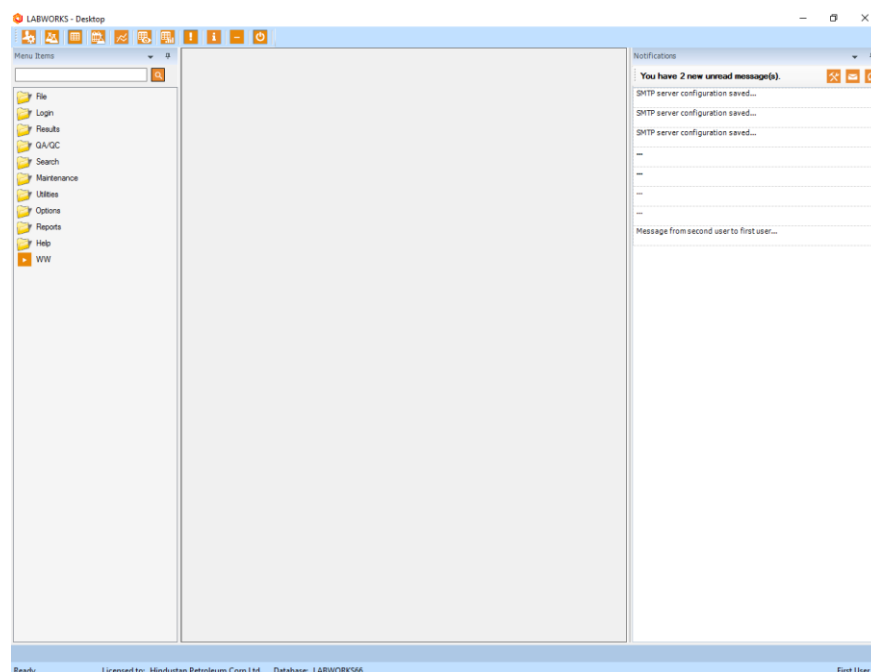 LABWORKS - Desktop
Menu Items
File
Login
Results
QA/QC
Search
Maintenance
Utilities
Options
Reports
Help
WW
Notifications
You have 2 new unread message(s).
SMTP server configuration saved...
SMTP server configuration saved...
SMTP server configuration saved...
...
...
...
...
Message from second user to first user...
Ready Licensed to: Hindustan Petroleum Corp Ltd Database: LABWORKS66 First User